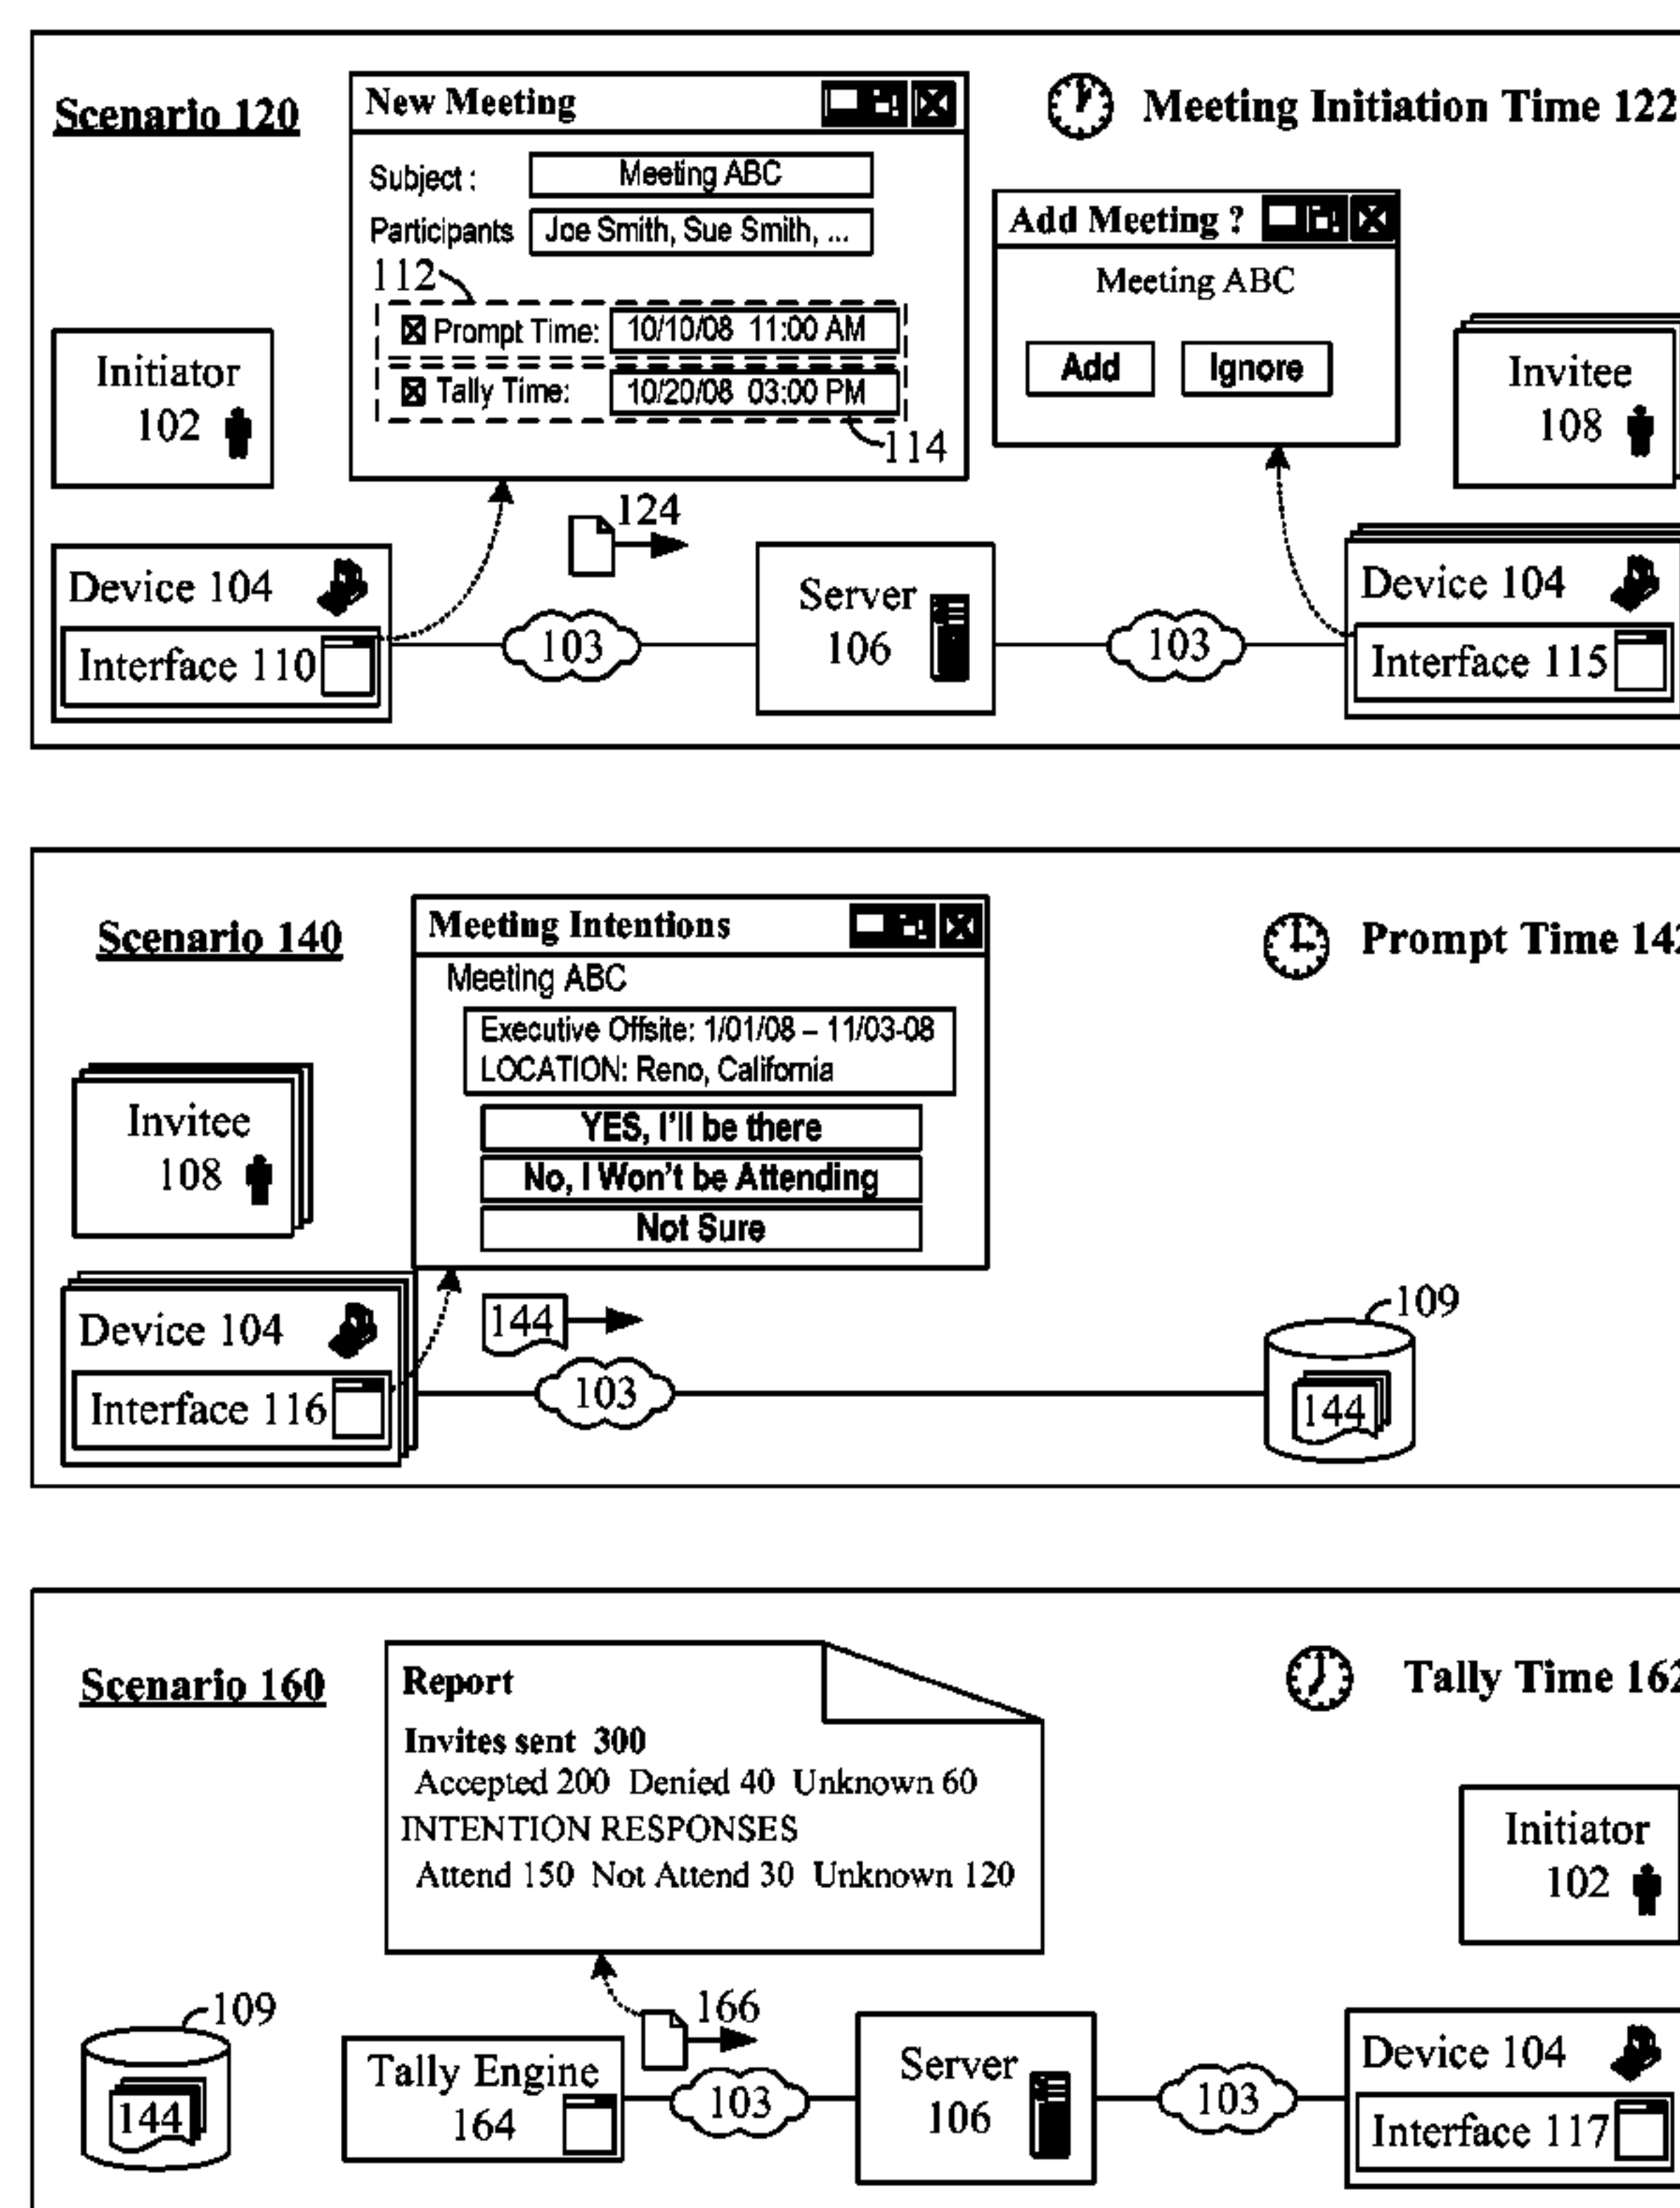 Scenario 120
New Meeting
Meeting Initiation Time 122
Subject :
Meeting ABC
Participants
Joe Smith, Sue Smith, ...
112
Prompt Time:
10/10/08 11:00 AM
Tally Time:
10/20/08 03:00 PM
114
Add Meeting ?
Meeting ABC
Add
Ignore
Initiator
102
Invitee
108
124
Device 104
Interface 110
103
Server
106
103
Device 104
Interface 115
Scenario 140
Meeting Intentions
Prompt Time 142
Meeting ABC
Executive Offsite: 1/01/08 – 11/03-08
LOCATION: Reno, California
YES, I'll be there
No, I Won't be Attending
Not Sure
Invitee
108
Device 104
Interface 116
144
103
109
144
Scenario 160
Report
Tally Time 162
Invites sent 300
Accepted 200 Denied 40 Unknown 60
INTENTION RESPONSES
Attend 150 Not Attend 30 Unknown 120
Initiator
102
109
144
Tally Engine
164
166
103
Server
106
103
Device 104
Interface 117